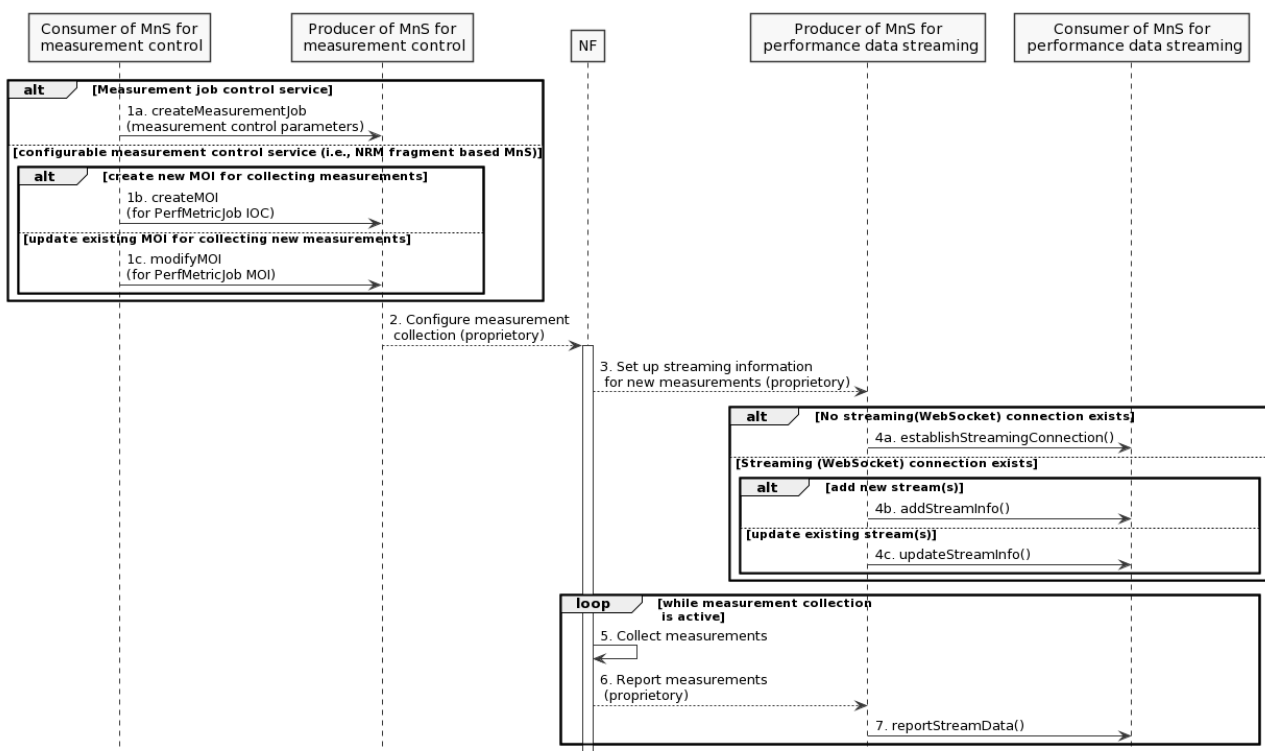 Consumer of MnS for
measurement control
Producer of MnS for
measurement control
NF
Producer of MnS for
performance data streaming
Consumer of MnS for
performance data streaming
alt [Measurement job control service]
1a. createMeasurementJob
(measurement control parameters)
[configurable measurement control service (i.e., NRM fragment based MnS)]
alt [create new MOI for collecting measurements]
1b. createMOI
(for PerfMetricJob IOC)
[update existing MOI for collecting new measurements]
1c. modifyMOI
(for PerfMetricJob MOI)
2. Configure measurement
collection (proprietory)
3. Set up streaming information
for new measurements (proprietory)
alt [No streaming(WebSocket) connection exists]
4a. establishStreamingConnection()
[Streaming (WebSocket) connection exists]
alt [add new stream(s)]
4b. addStreamInfo()
[update existing stream(s)]
4c. updateStreamInfo()
loop [while measurement collection
is active]
5. Collect measurements
6. Report measurements
(proprietory)
7. reportStreamData()